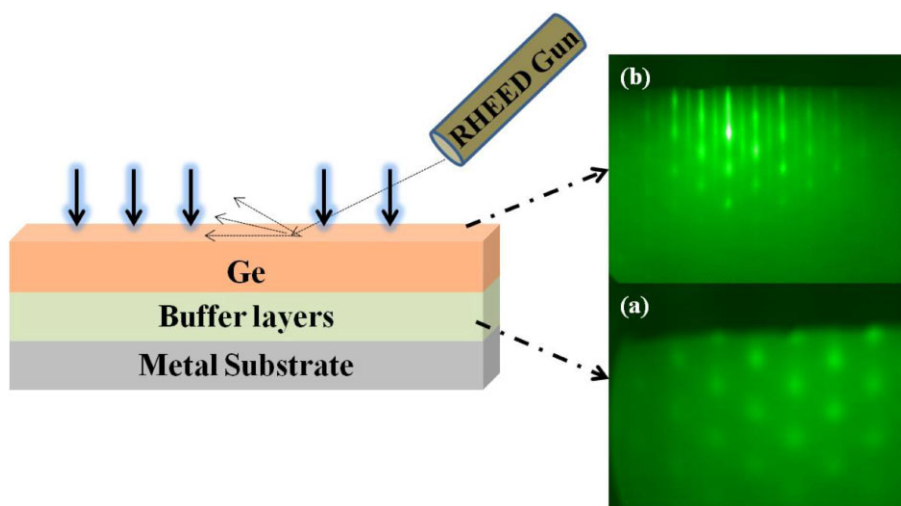 RHEED Gun
(b)
Ge
Buffer layers
(a)
Metal Substrate